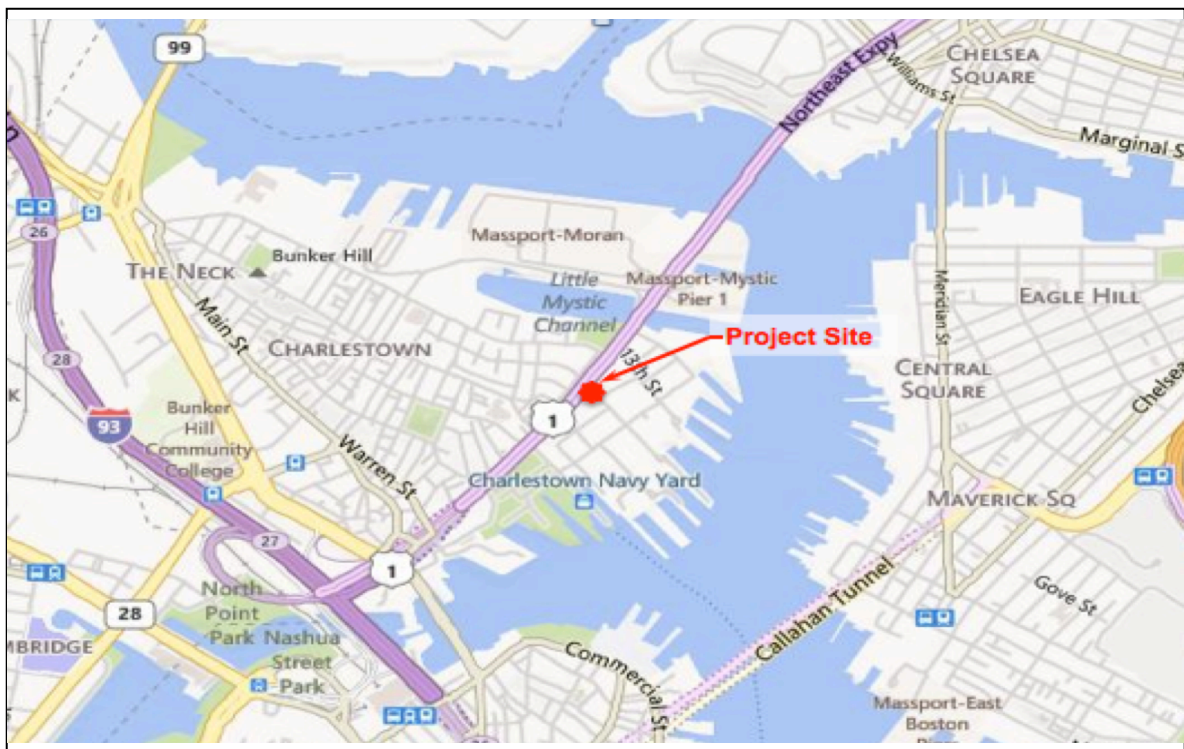 99
Northeast Expy
CHELSEA
SQUARE
Williams St
Marginal S
26
Massport-Moran
Bunker Hill
THE NECK
Little
Mystic
Channel
Massport-Mystic
Pier 1
Meridian St
EAGLE HILL
Main St
Project Site
28
CHARLESTOWN
13th St
CENTRAL
SQUARE
Chelsea
K
93
Bunker
Hill
Community
College
1
Warren St
Charlestown Navy Yard
MAVERICK SQ
27
1
North
Point
Park
28
Nashua
Street
Park
MBRIDGE
Callahan Tunnel
Gove St
Commercial St
Massport-East
Boston